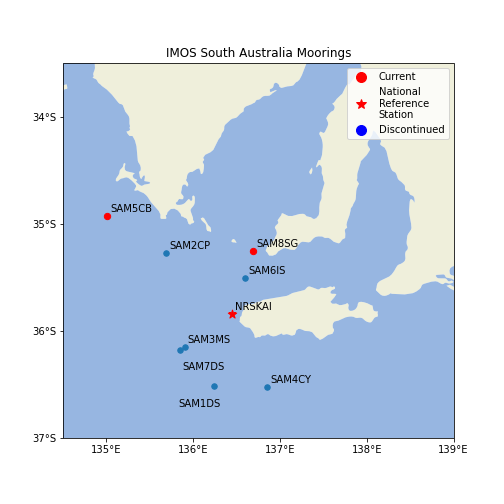 IMOS South Australia Moorings
Current
National
Reference
Station
Discontinued
34°S
35°S
36°S
37°S
SAM5CB
SAM2CP
SAM8SG
SAM6IS
NRSKAI
SAM3MS
SAM7DS
SAM4CY
SAM1DS
135°E
136°E
137°E
138°E
139°E